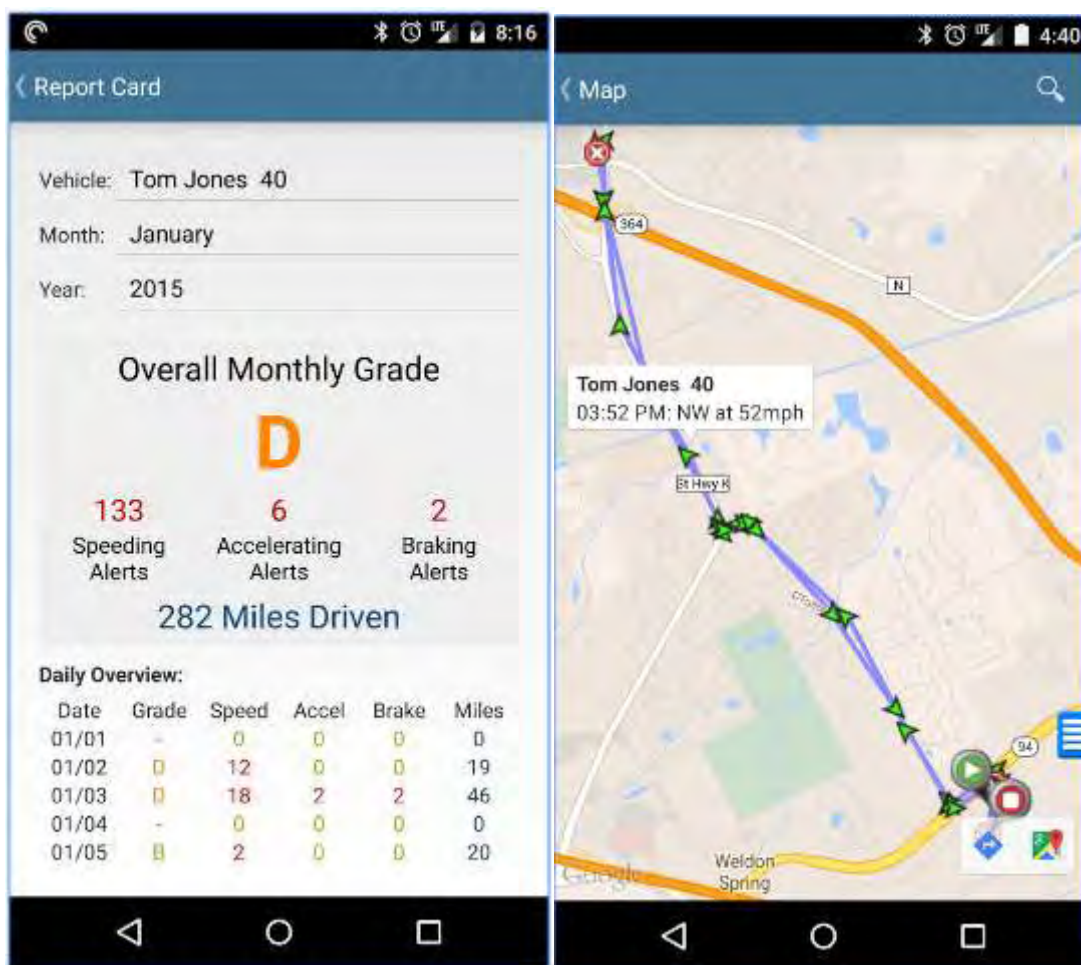 8:16
Report Card
Vehicle: Tom Jones 40
Month: January
Year: 2015
Overall Monthly Grade
D
133 6 2
Speeding Accelerating Braking
Alerts Alerts Alerts
282 Miles Driven
Daily Overview:
Date Grade Speed Accel Brake Miles
01/01 - 0 0 0 0
01/02 D 12 0 0 19
01/03 D 18 2 2 46
01/04 - 0 0 0 0
01/05 B 2 0 0 20
LTE 4:40
Map
364
N
Tom Jones 40
03:52 PM: NW at 52mph
St Hwy K
94
Weldon
Spring
Google